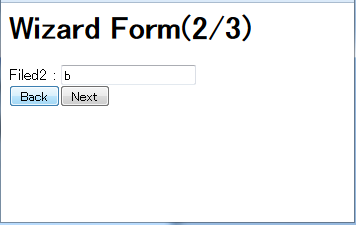 Wizard Form(2/3)
Filed2 : b
Back Next